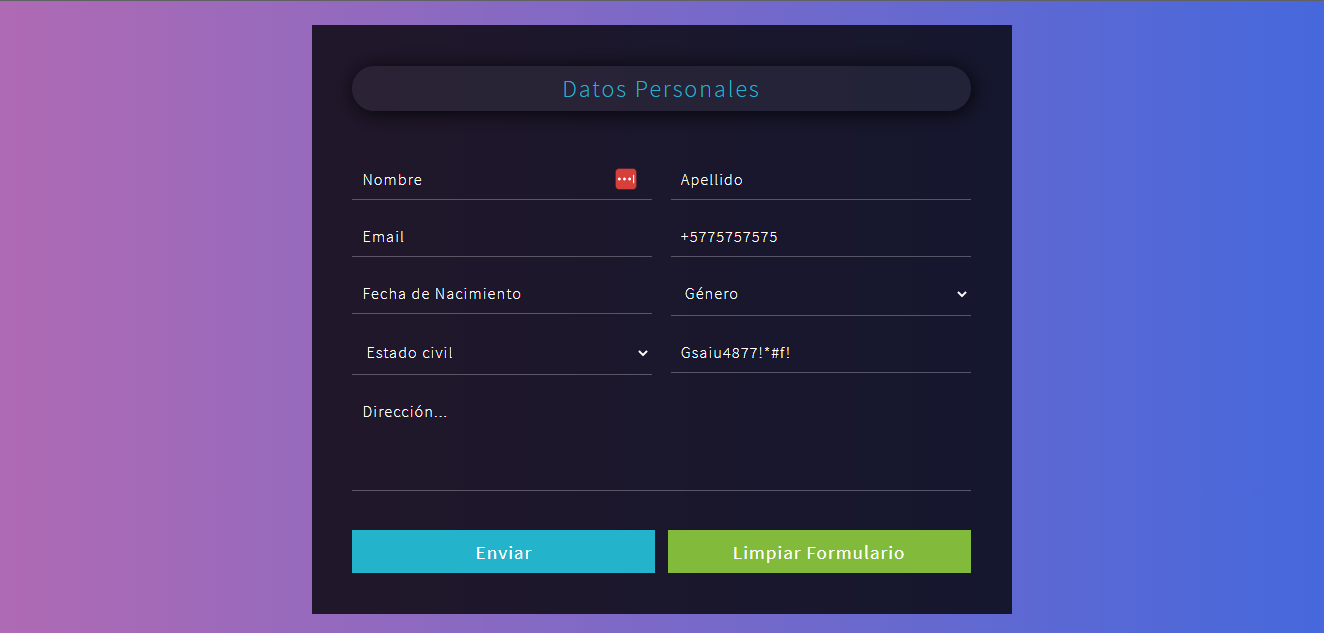 Datos Personales
Nombre
Apellido
Email
+5775757575
Fecha de Nacimiento
Género
Estado civil
Gsaiu4877!*#f!
Dirección...
Enviar
Limpiar Formulario